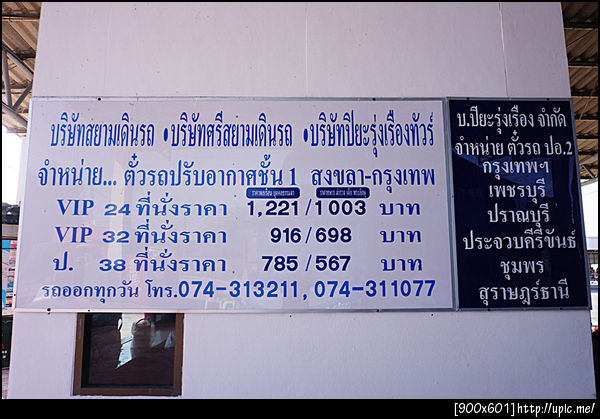 บริษัทสยามเดินรถ •บริษัทศรีสยามเดินรถ •บริษัทปิยะรุ่งเรืองทัวร์
จำหน่าย... ตั๋วรถปรับอากาศชั้น 1 สงขลา-กรุงเทพ
VIP 24 ที่นั่งราคา 1,221/1003 บาท
VIP 32 ที่นั่งราคา 916/698 บาท
ป. 38 ที่นั่งราคา 785/567 บาท
รถออกทุกวัน โทร.074-313211, 074-311077
บ.ปิยะรุ่งเรือง จำกัด
จำหน่าย ตั๋วรถ ปอ.2
กรุงเทพฯ
เพชรบุรี
ปราณบุรี
ประจวบคีรีขันธ์
ชุมพร
สุราษฎร์ธานี
[900x601]http://upic.me/